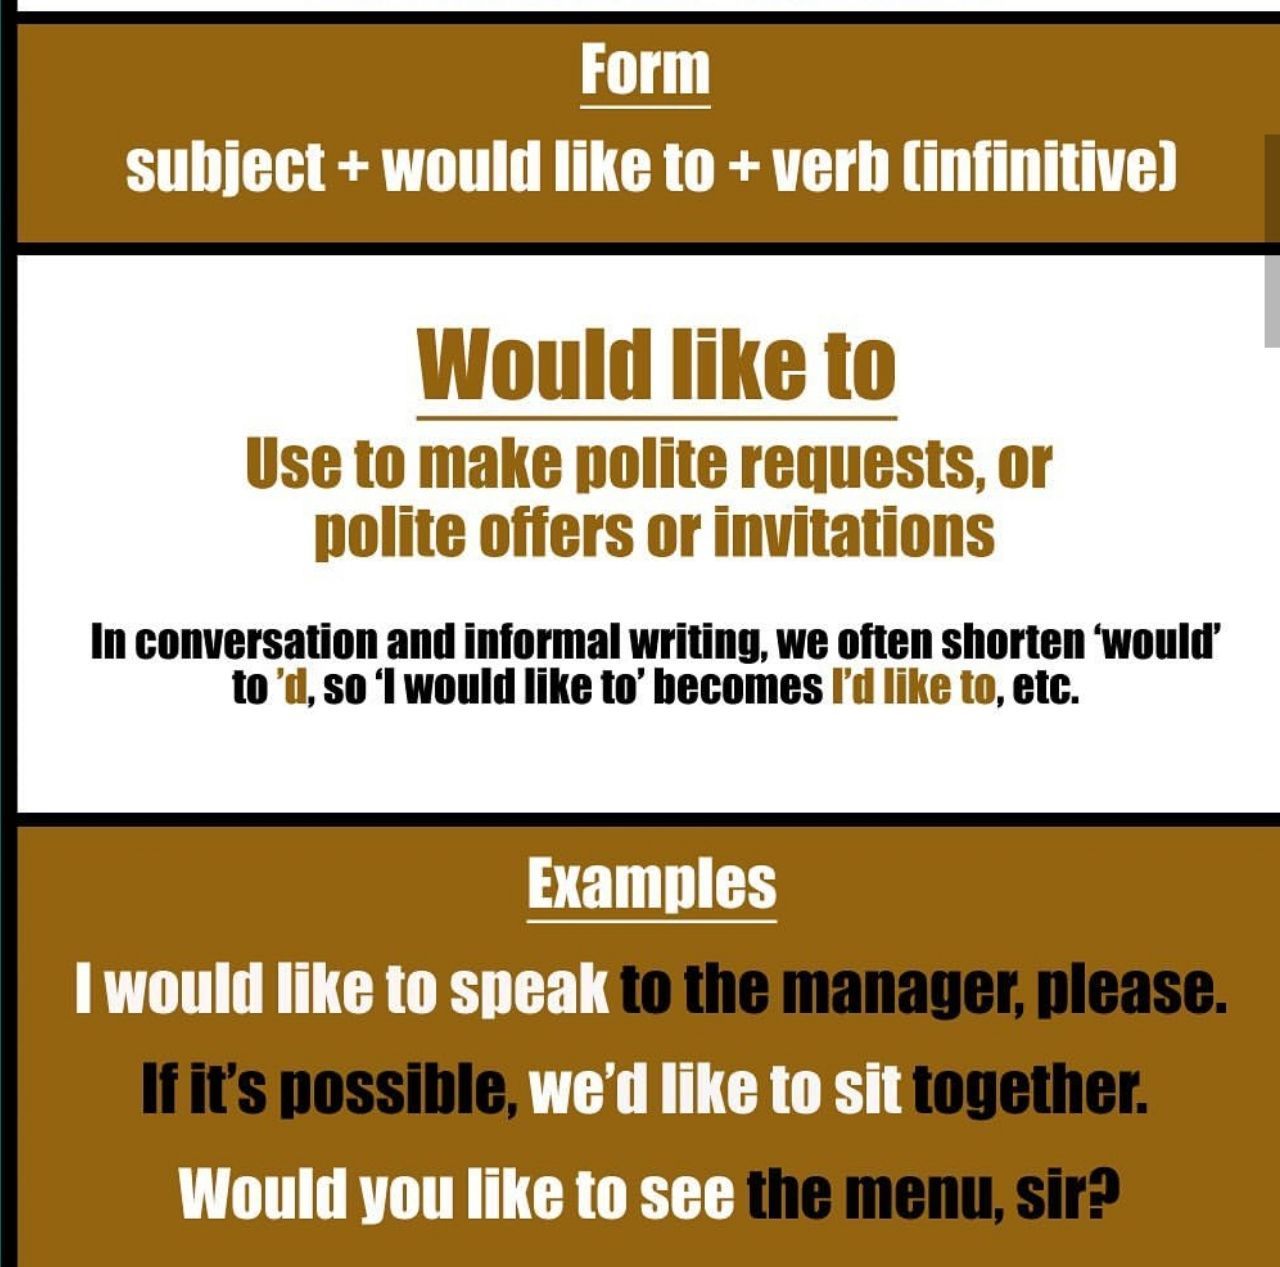 Form
subject + would like to + verb (infinitive)
Would like to
Use to make polite requests, or
polite offers or invitations
In conversation and informal writing, we often shorten ‘would’
to ’d, so ‘I would like to’ becomes I’d like to, etc.
Examples
I would like to speak to the manager, please.
If it’s possible, we’d like to sit together.
Would you like to see the menu, sir?